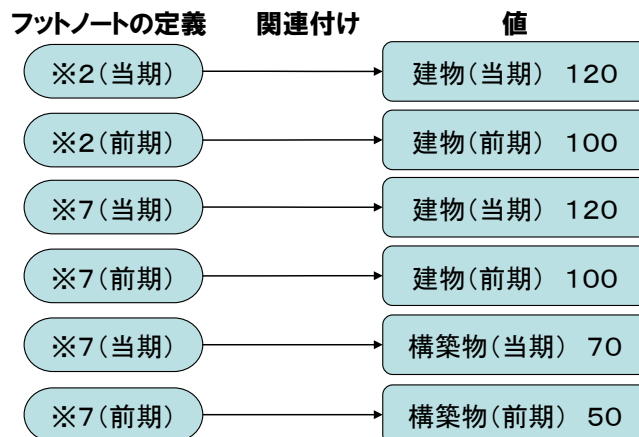 フットノートの定義 関連付け 値
※2(当期) 建物(当期) 120
※2(前期) 建物(前期) 100
※7(当期) 建物(当期) 120
※7(前期) 建物(前期) 100
※7(当期) 構築物(当期) 70
※7(前期) 構築物(前期) 50